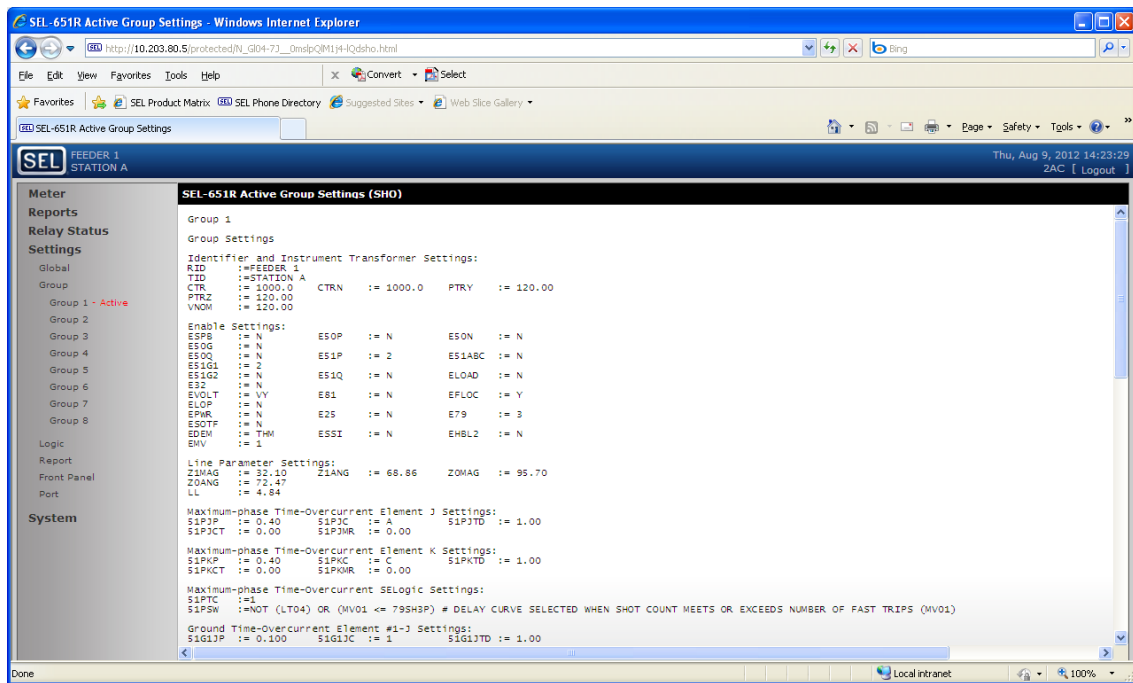 SEL-651R Active Group Settings - Windows Internet Explorer
http://10.203.80.5/protected/N_Gl04-7J__0mslpQlM1j4-lQdsho.html
Bing
File Edit View Favorites Tools Help
x Convert Select
Favorites SEL Product Matrix SEL SEL Phone Directory Suggested Sites Web Slice Gallery
SEL SEL-651R Active Group Settings
Page Safety Tools »
SEL FEEDER 1
STATION A
Thu, Aug 9, 2012 14:23:29
2AC [ Logout ]
Meter
Reports
Relay Status
Settings
Global
Group
Group 1 - Active
Group 2
Group 3
Group 4
Group 5
Group 6
Group 7
Group 8
Logic
Report
Front Panel
Port
System
SEL-651R Active Group Settings (SHO)
Group 1
Group Settings
Identifier and Instrument Transformer Settings:
RID :=FEEDER 1
TID :=STATION A
CTR := 1000.0 CTRN := 1000.0 PTRY := 120.00
PTRZ := 120.00
VNOM := 120.00
Enable Settings:
ESPB := N E50P := N E50N := N
E50G := N
E50Q := N E51P := 2 E51ABC := N
E51G1 := 2
E51G2 := N E51Q := N ELOAD := N
E32 := N
EVOLT := VY E81 := N EFLOC := Y
ELOP := N
EPWR := N E25 := N E79 := 3
ESOTF := N
EDEM := THM ESSI := N EHBL2 := N
EMV := 1
Line Parameter Settings:
Z1MAG := 32.10 Z1ANG := 68.86 Z0MAG := 95.70
Z0ANG := 72.47
LL := 4.84
Maximum-phase Time-Overcurrent Element J Settings:
51PJP := 0.40 51PJC := A 51PJTD := 1.00
51PJCT := 0.00 51PJMR := 0.00
Maximum-phase Time-Overcurrent Element K Settings:
51PKP := 0.40 51PKC := C 51PKTD := 1.00
51PKCT := 0.00 51PKMR := 0.00
Maximum-phase Time-Overcurrent SELogic Settings:
51PTC :=1
51PSW :=NOT (LT04) OR (MV01 <= 79SH3P) # DELAY CURVE SELECTED WHEN SHOT COUNT MEETS OR EXCEEDS NUMBER OF FAST TRIPS (MV01)
Ground Time-Overcurrent Element #1-J Settings:
51G1JP := 0.100 51G1JC := 1 51G1JTD := 1.00
Done
Local intranet
100%